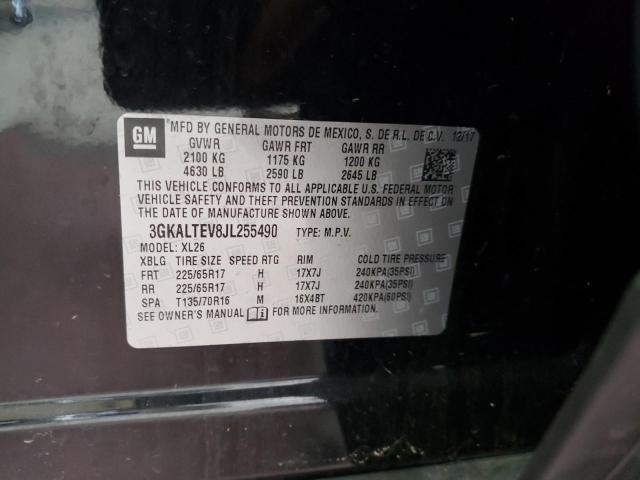 GM
MFD BY GENERAL MOTORS DE MEXICO, S. DE R.L. DE C.V. 12/17
GVWR GAWR FRT GAWR RR
2100 KG 1175 KG 1200 KG
4630 LB 2590 LB 2645 LB
THIS VEHICLE CONFORMS TO ALL APPLICABLE U.S. FEDERAL MOTOR
VEHICLE SAFETY AND THEFT PREVENTION STANDARDS IN EFFECT ON THE
DATE OF MANUFACTURE SHOWN ABOVE.
3GKALTEV8JL255490 TYPE: M.P.V.
MODEL: XL26
XBLG TIRE SIZE SPEED RTG RIM COLD TIRE PRESSURE
FRT 225/65R17 H 17X7J 240KPA(35PSI)
RR 225/65R17 H 17X7J 240KPA(35PSI)
SPA T135/70R16 M 16X4BT 420KPA(60PSI)
SEE OWNER'S MANUAL i FOR MORE INFORMATION.